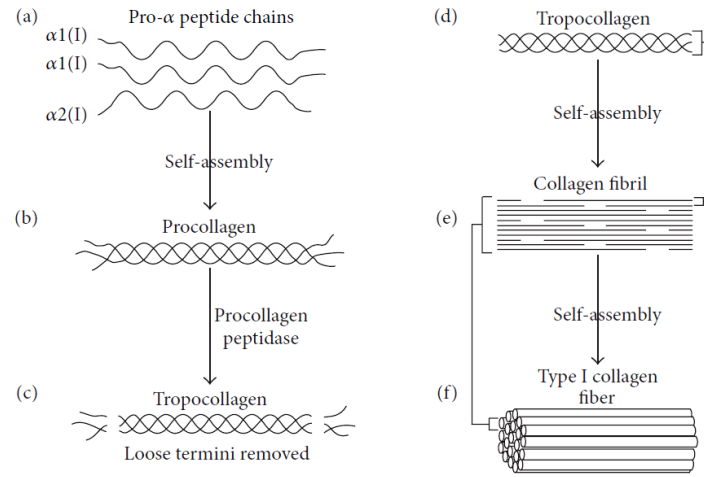 (a)
Pro-α peptide chains
α1(I)
α1(I)
α2(I)
Self-assembly
(b)
Procollagen
Procollagen
peptidase
(c)
Tropocollagen
Loose termini removed
(d)
Tropocollagen
Self-assembly
Collagen fibril
(e)
Self-assembly
Type I collagen
fiber
(f)